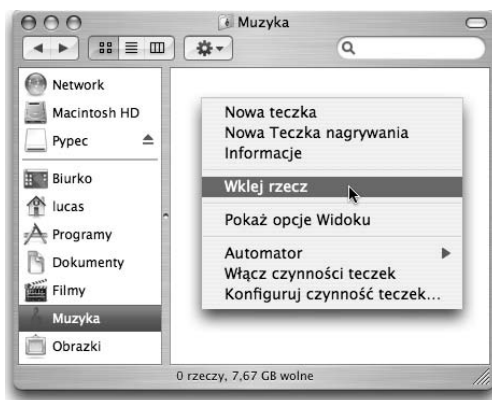 Muzyka
Network
Macintosh HD
Pypec
Biurko
lucas
Programy
Dokumenty
Filmy
Muzyka
Obrazki
Nowa teczka
Nowa Teczka nagrywania
Informacje
Wklej rzecz
Pokaż opcje Widoku
Automator
Włącz czynności teczek
Konfiguruj czynność teczek...
0 rzeczy, 7,67 GB wolne